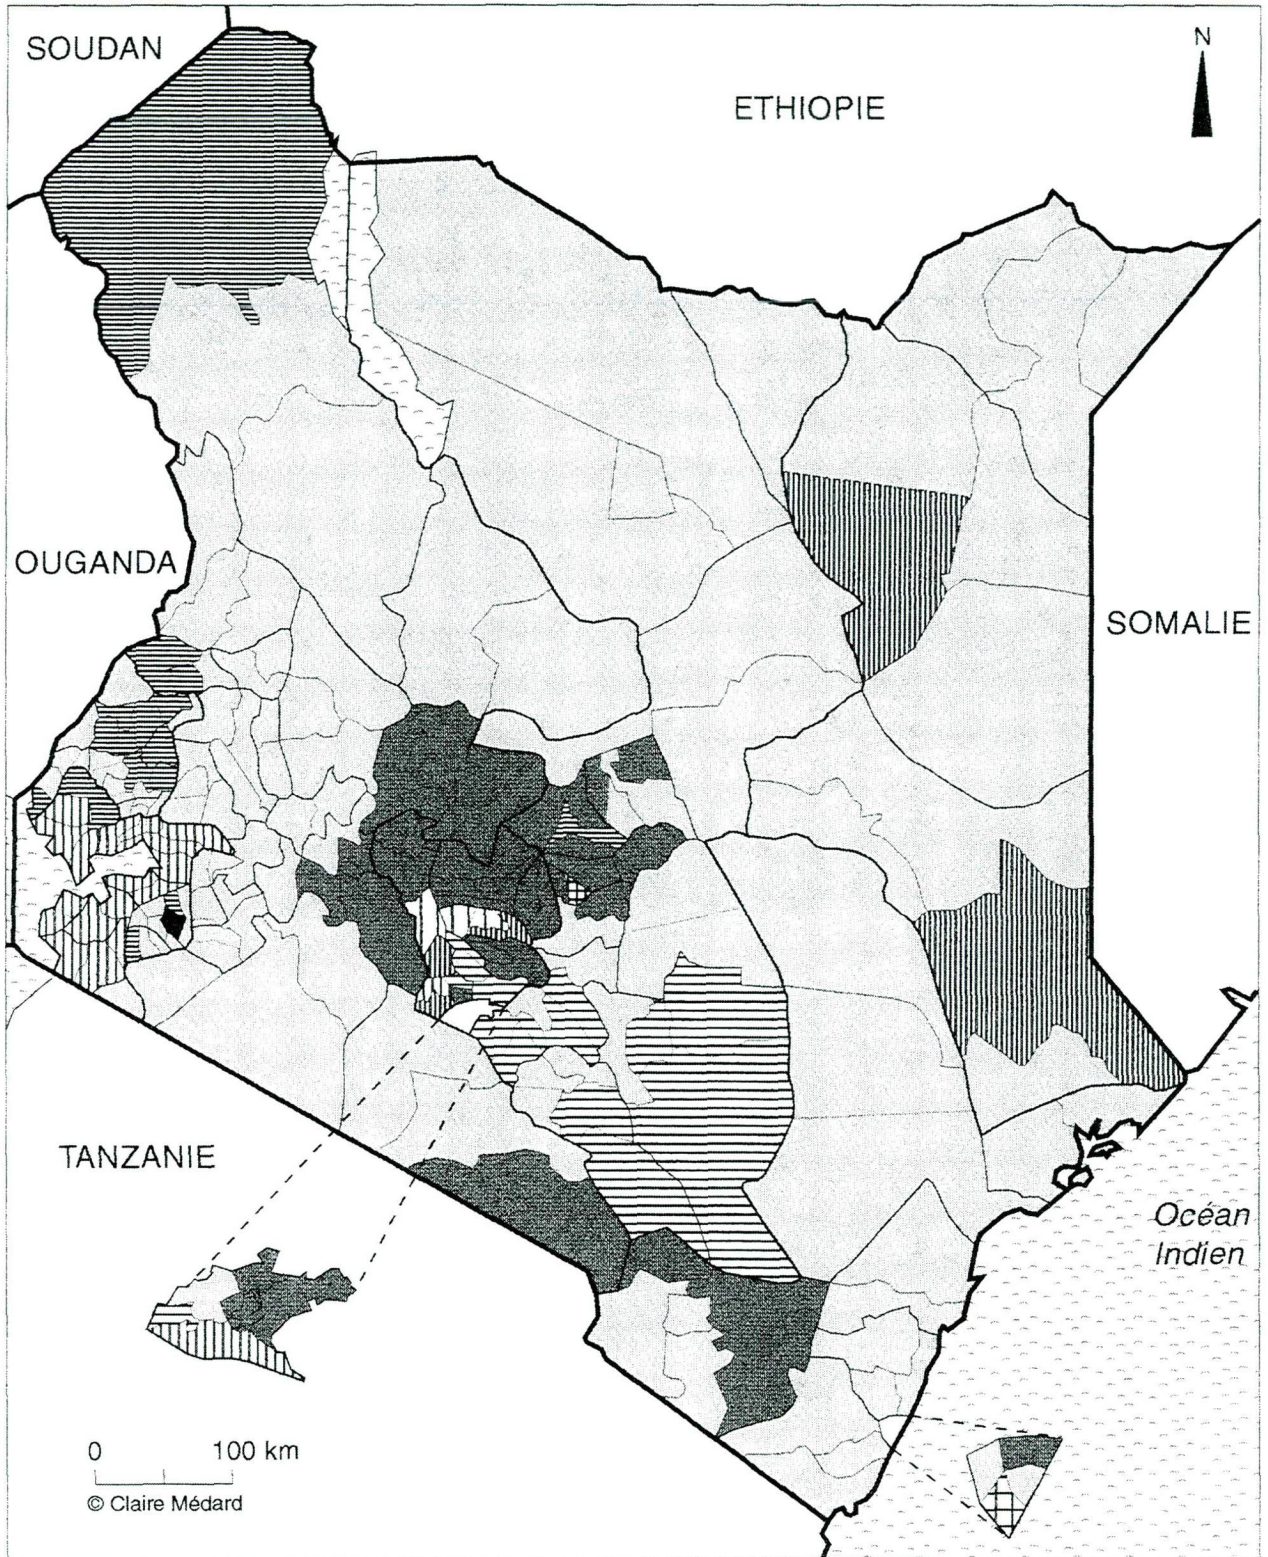 SOUDAN
N
ETHIOPIE
OUGANDA
SOMALIE
TANZANIE
Océan
Indien
0 100 km
© Claire Médard